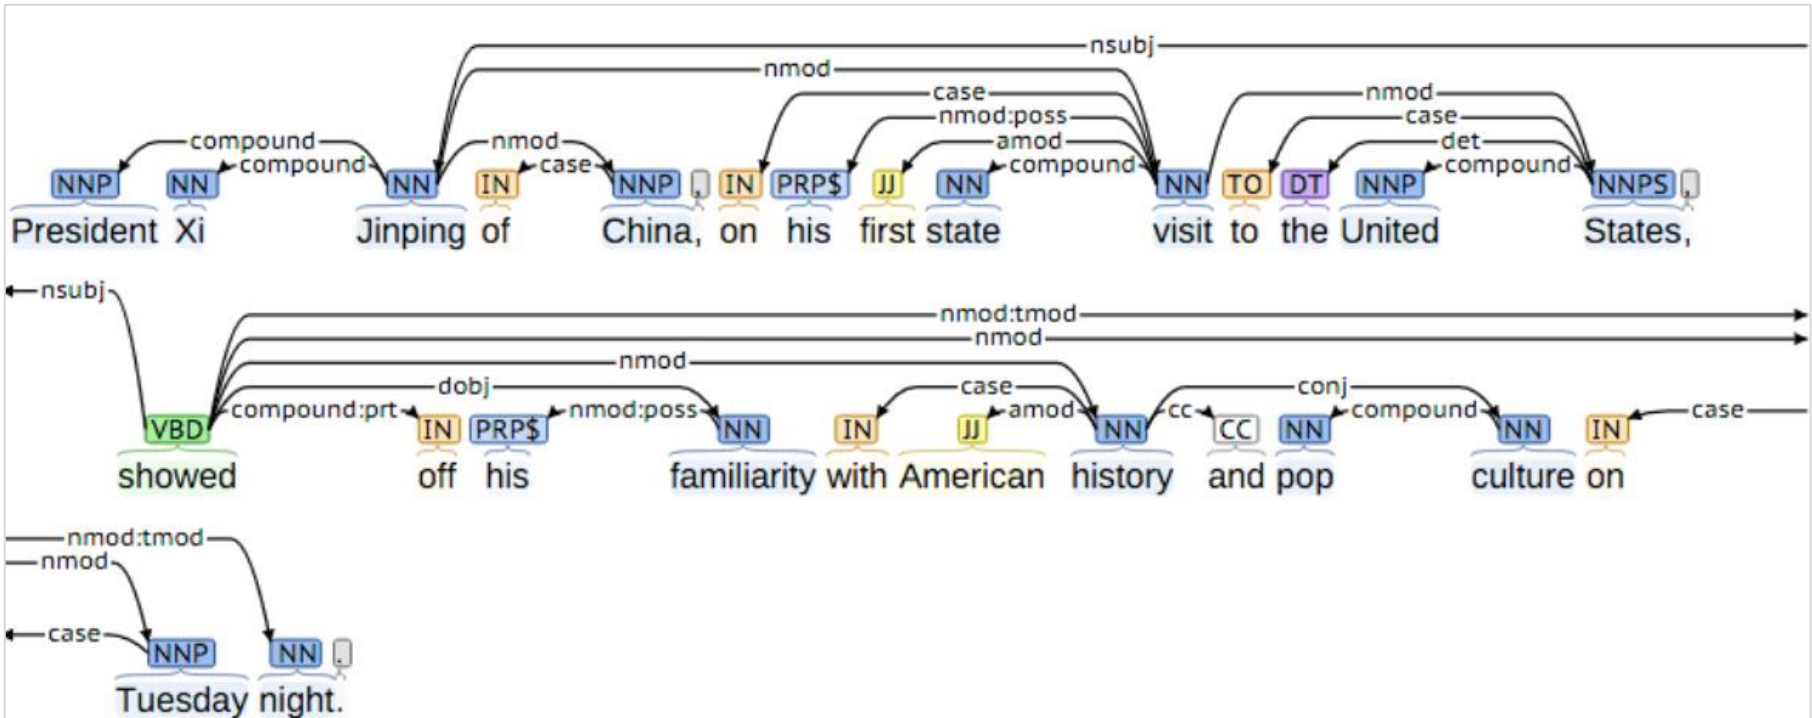 nsubj
nmod
case nmod
nmod:poss case
compound nmod amod det
compound case compound compound
NNP NN NN IN NNP , IN PRP$ JJ NN NN TO DT NNP NNPS ,
President Xi Jinping of China, on his first state visit to the United States,
nsubj
nmod:tmod
nmod
nmod
dobj case conj
compound:prt nmod:poss amod cc compound case
VBD IN PRP$ NN IN JJ NN CC NN NN IN
showed off his familiarity with American history and pop culture on
nmod:tmod
nmod
case
NNP NN .
Tuesday night.